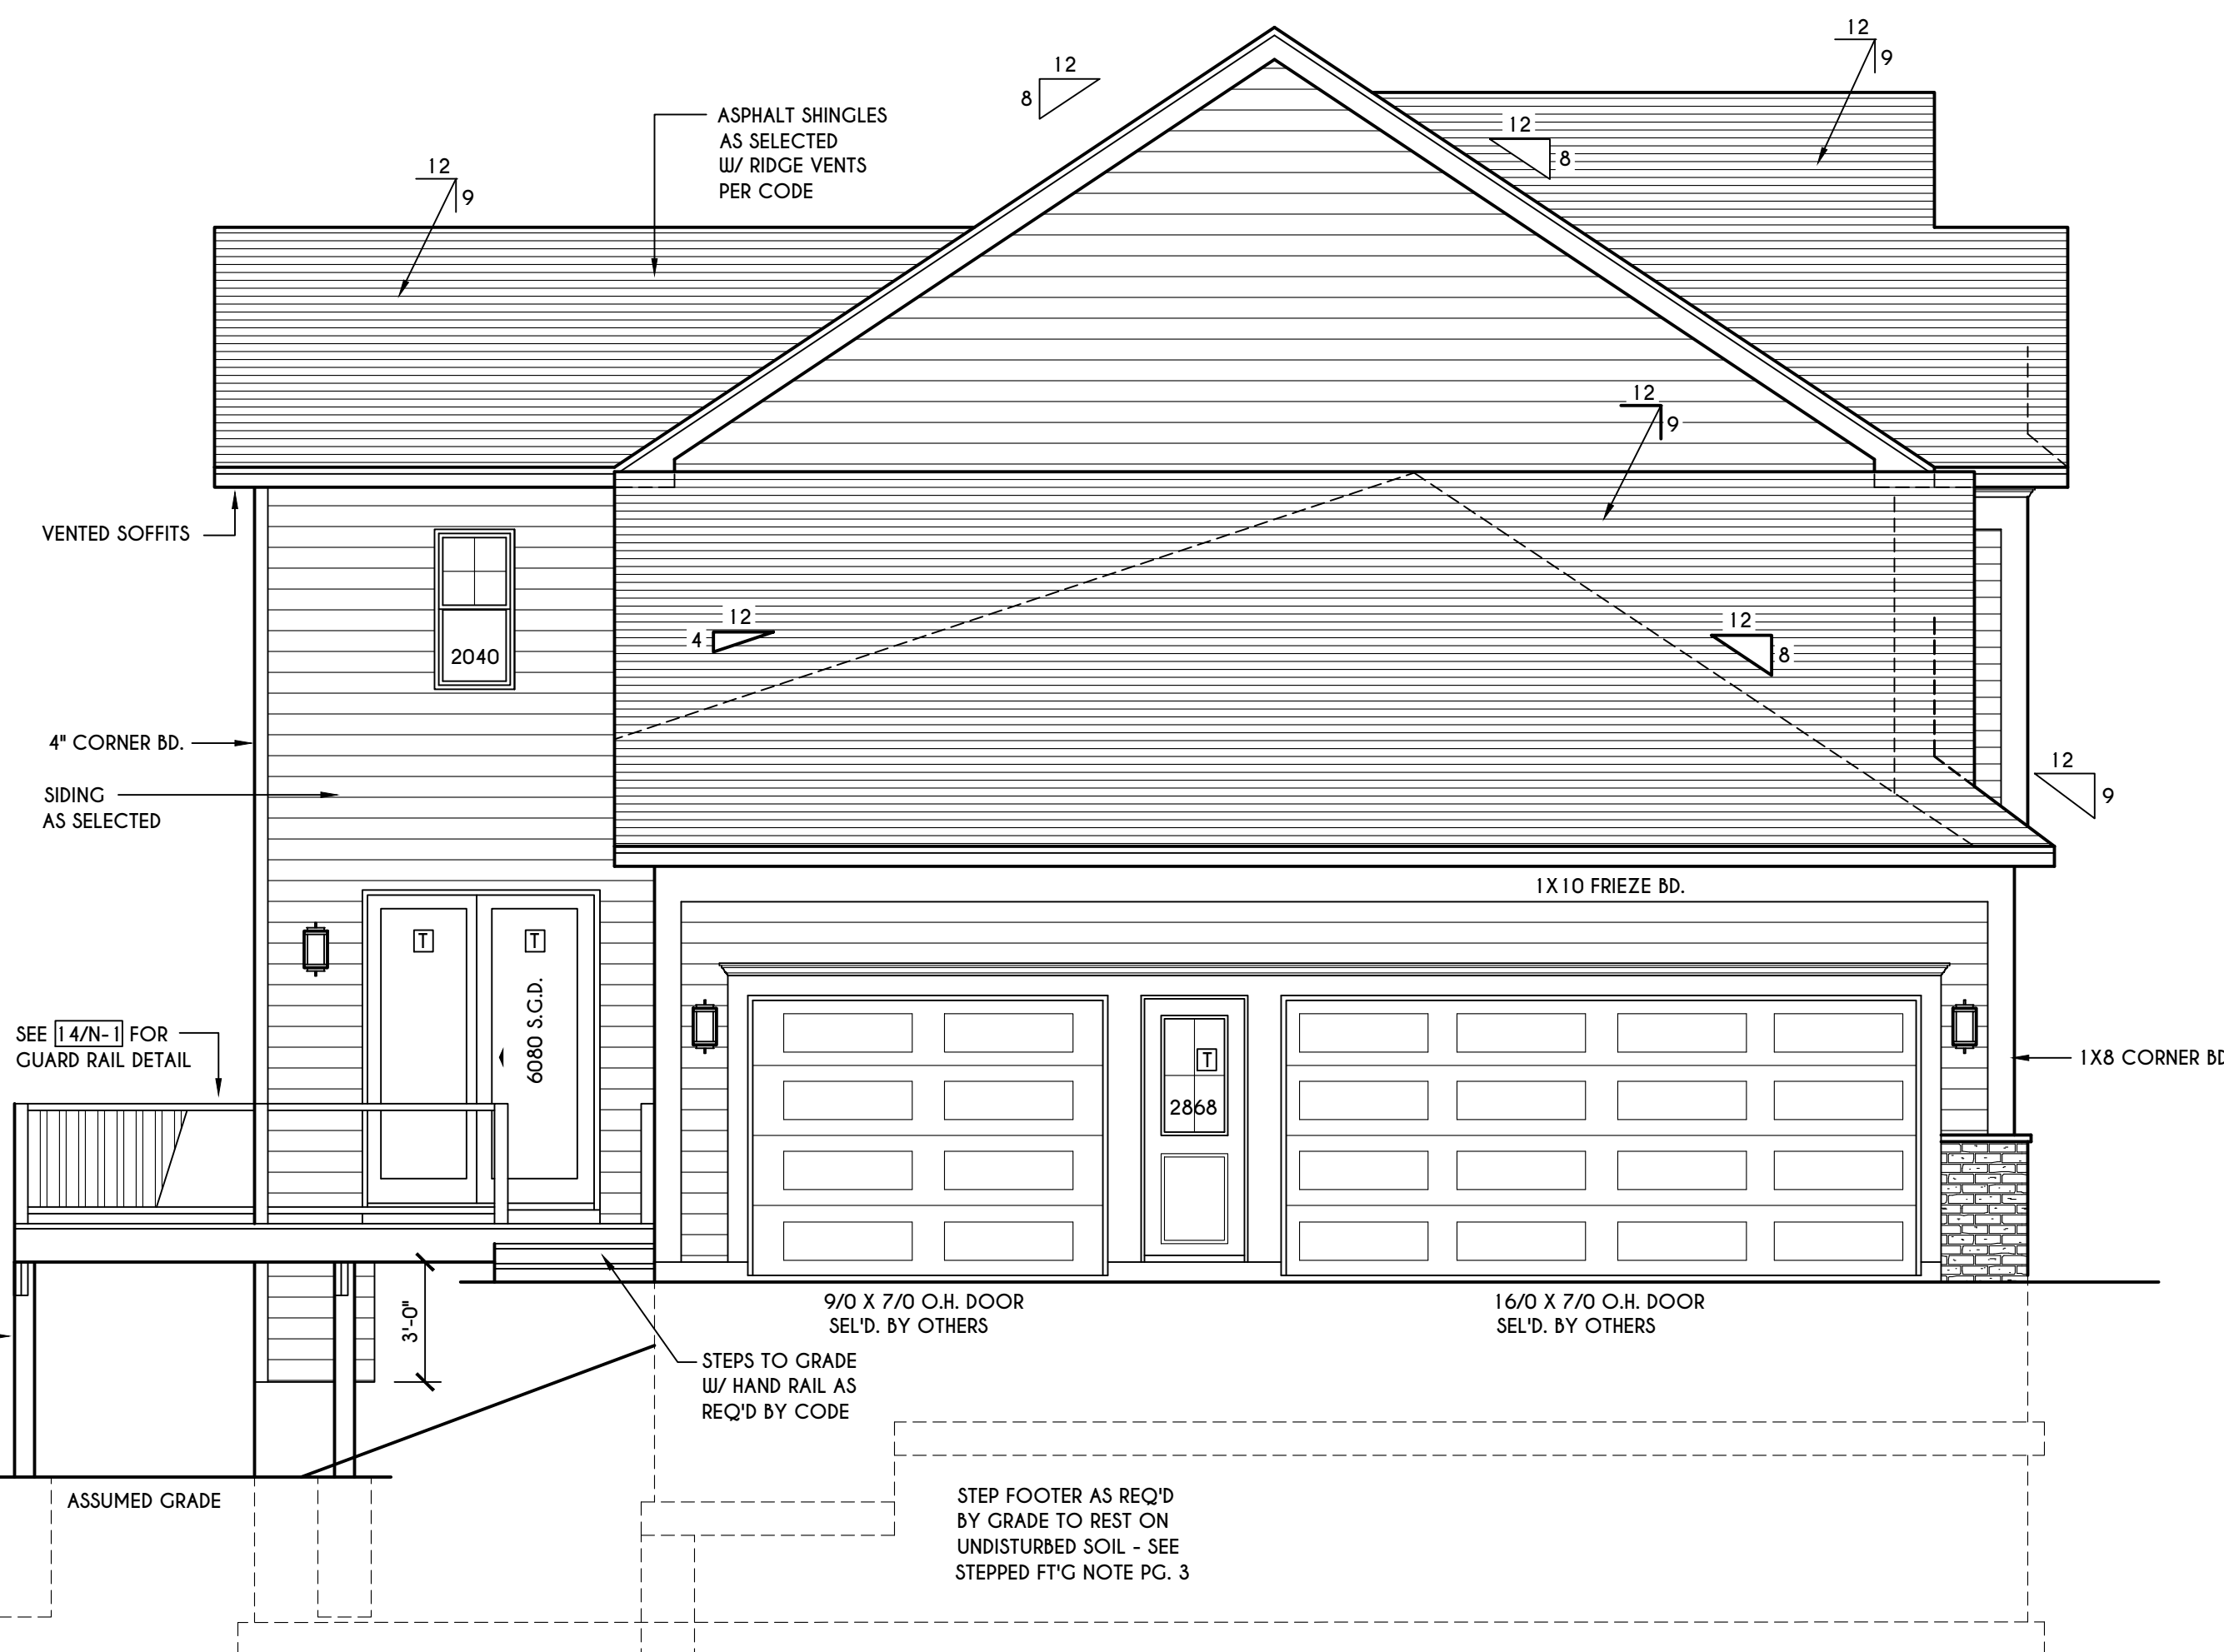 12
9
12
8
ASPHALT SHINGLES
AS SELECTED
W/ RIDGE VENTS
PER CODE
12
8
12
9
12
9
VENTED SOFFITS
2040
12
4
12
8
4" CORNER BD.
SIDING
AS SELECTED
12
9
1X10 FRIEZE BD.
T
T
6080 S.G.D.
SEE 14/N-1 FOR
GUARD RAIL DETAIL
T
2868
1X8 CORNER BD
3'-0"
9/0 X 7/0 O.H. DOOR
SEL'D. BY OTHERS
16/0 X 7/0 O.H. DOOR
SEL'D. BY OTHERS
STEPS TO GRADE
W/ HAND RAIL AS
REQ'D BY CODE
ASSUMED GRADE
STEP FOOTER AS REQ'D
BY GRADE TO REST ON
UNDISTURBED SOIL - SEE
STEPPED FT'G NOTE PG. 3